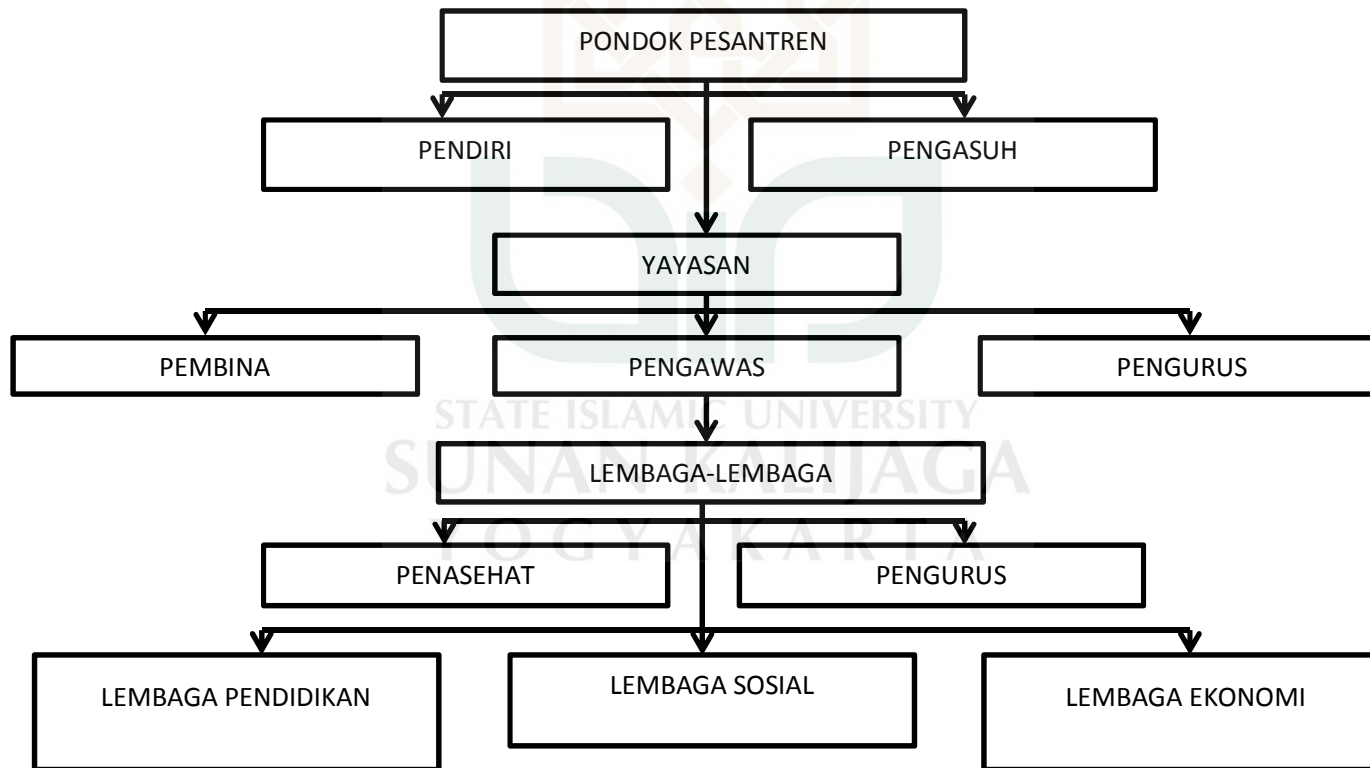 PONDOK PESANTREN
PENDIRI
PENGASUH
YAYASAN
PEMBINA
PENGAWAS
PENGURUS
STATE ISLAMIC UNIVERSITY
SUNAN KALIJAGA
YOGYAKARTA
LEMBAGA-LEMBAGA
PENASEHAT
PENGURUS
LEMBAGA PENDIDIKAN
LEMBAGA SOSIAL
LEMBAGA EKONOMI